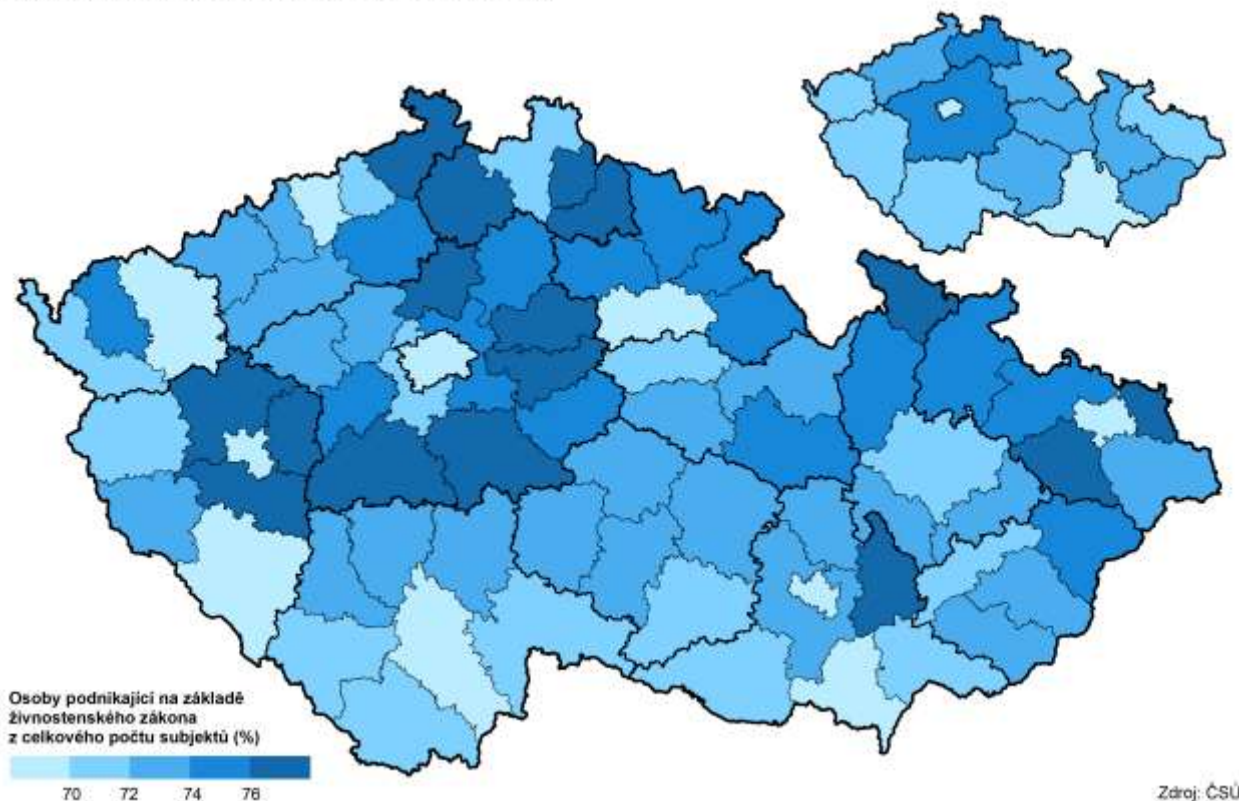 Osoby podnikající na základě
živnostenského zákona
z celkového počtu subjektů (%)
70 72 74 76
Zdroj: ČSÚ